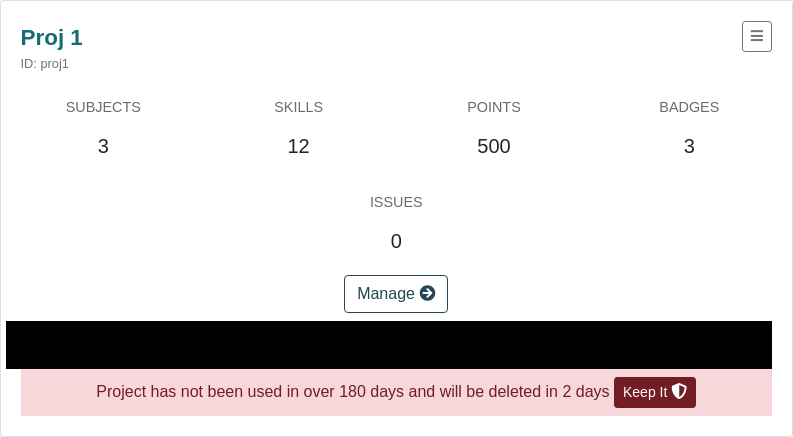 Proj 1
ID: proj1
SUBJECTS SKILLS POINTS BADGES
3 12 500 3
ISSUES
0
Manage
Project has not been used in over 180 days and will be deleted in 2 days Keep It